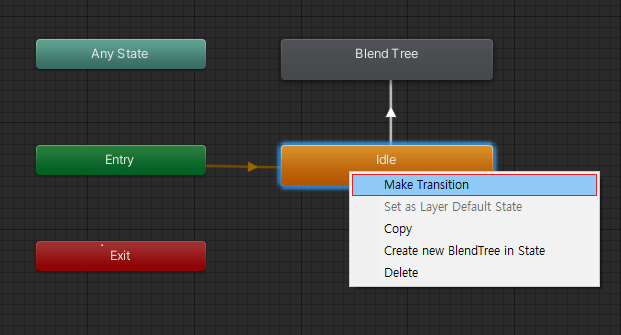 Any State
Blend Tree
Entry
Idle
Make Transition
Set as Layer Default State
Copy
Create new BlendTree in State
Delete
Exit